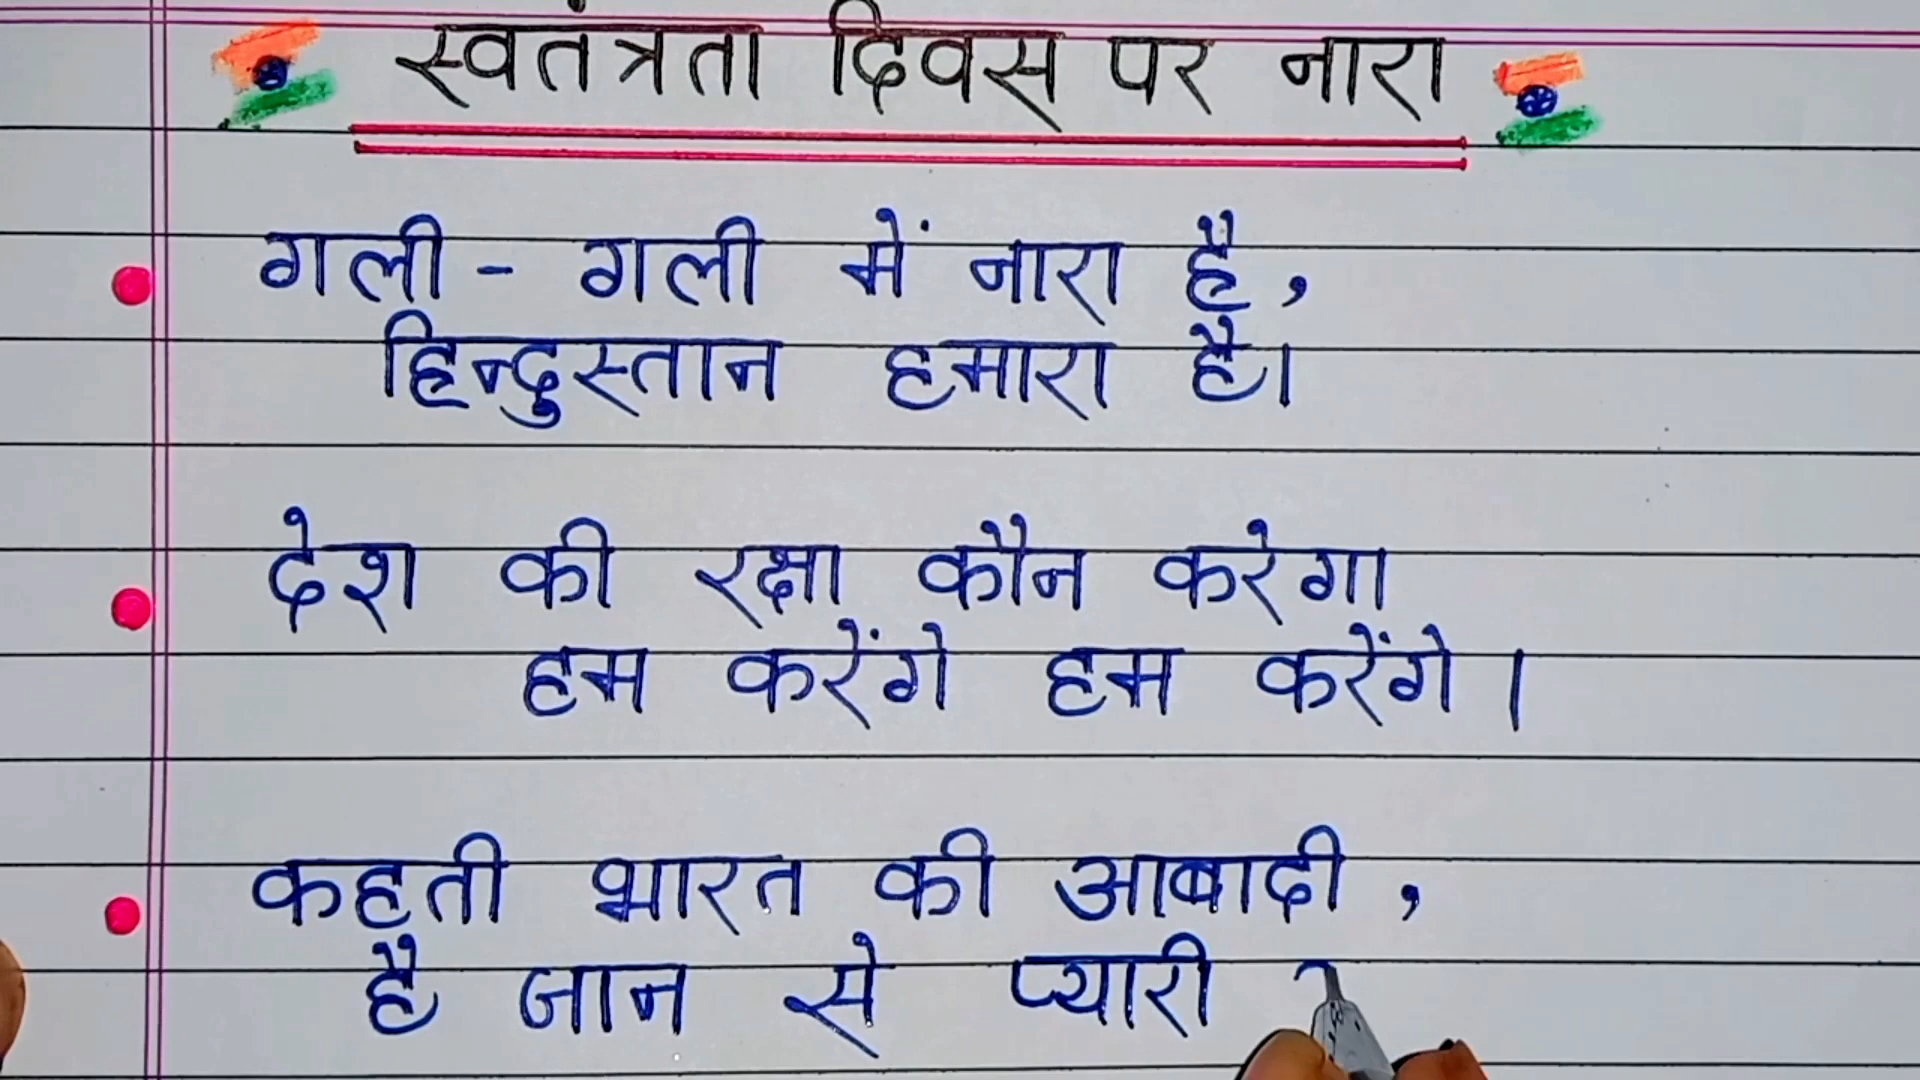 स्वतंत्रता दिवस पर नारा
गली - गली में नारा है,
हिन्दुस्तान हमारा है।
देश की रक्षा कौन करेगा
हम करेंगे हम करेंगे।
कहती भारत की आबादी,
है जान से प्यारी